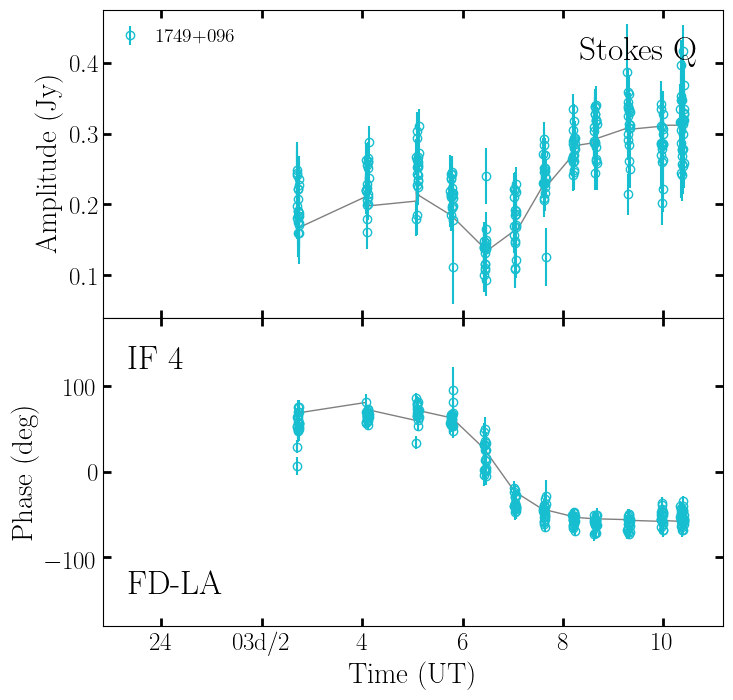 1749+096
Stokes Q
0.4
0.3
0.2
0.1
Amplitude (Jy)
IF 4
100
0
−100
Phase (deg)
FD-LA
24 03d/2 4 6 8 10
Time (UT)